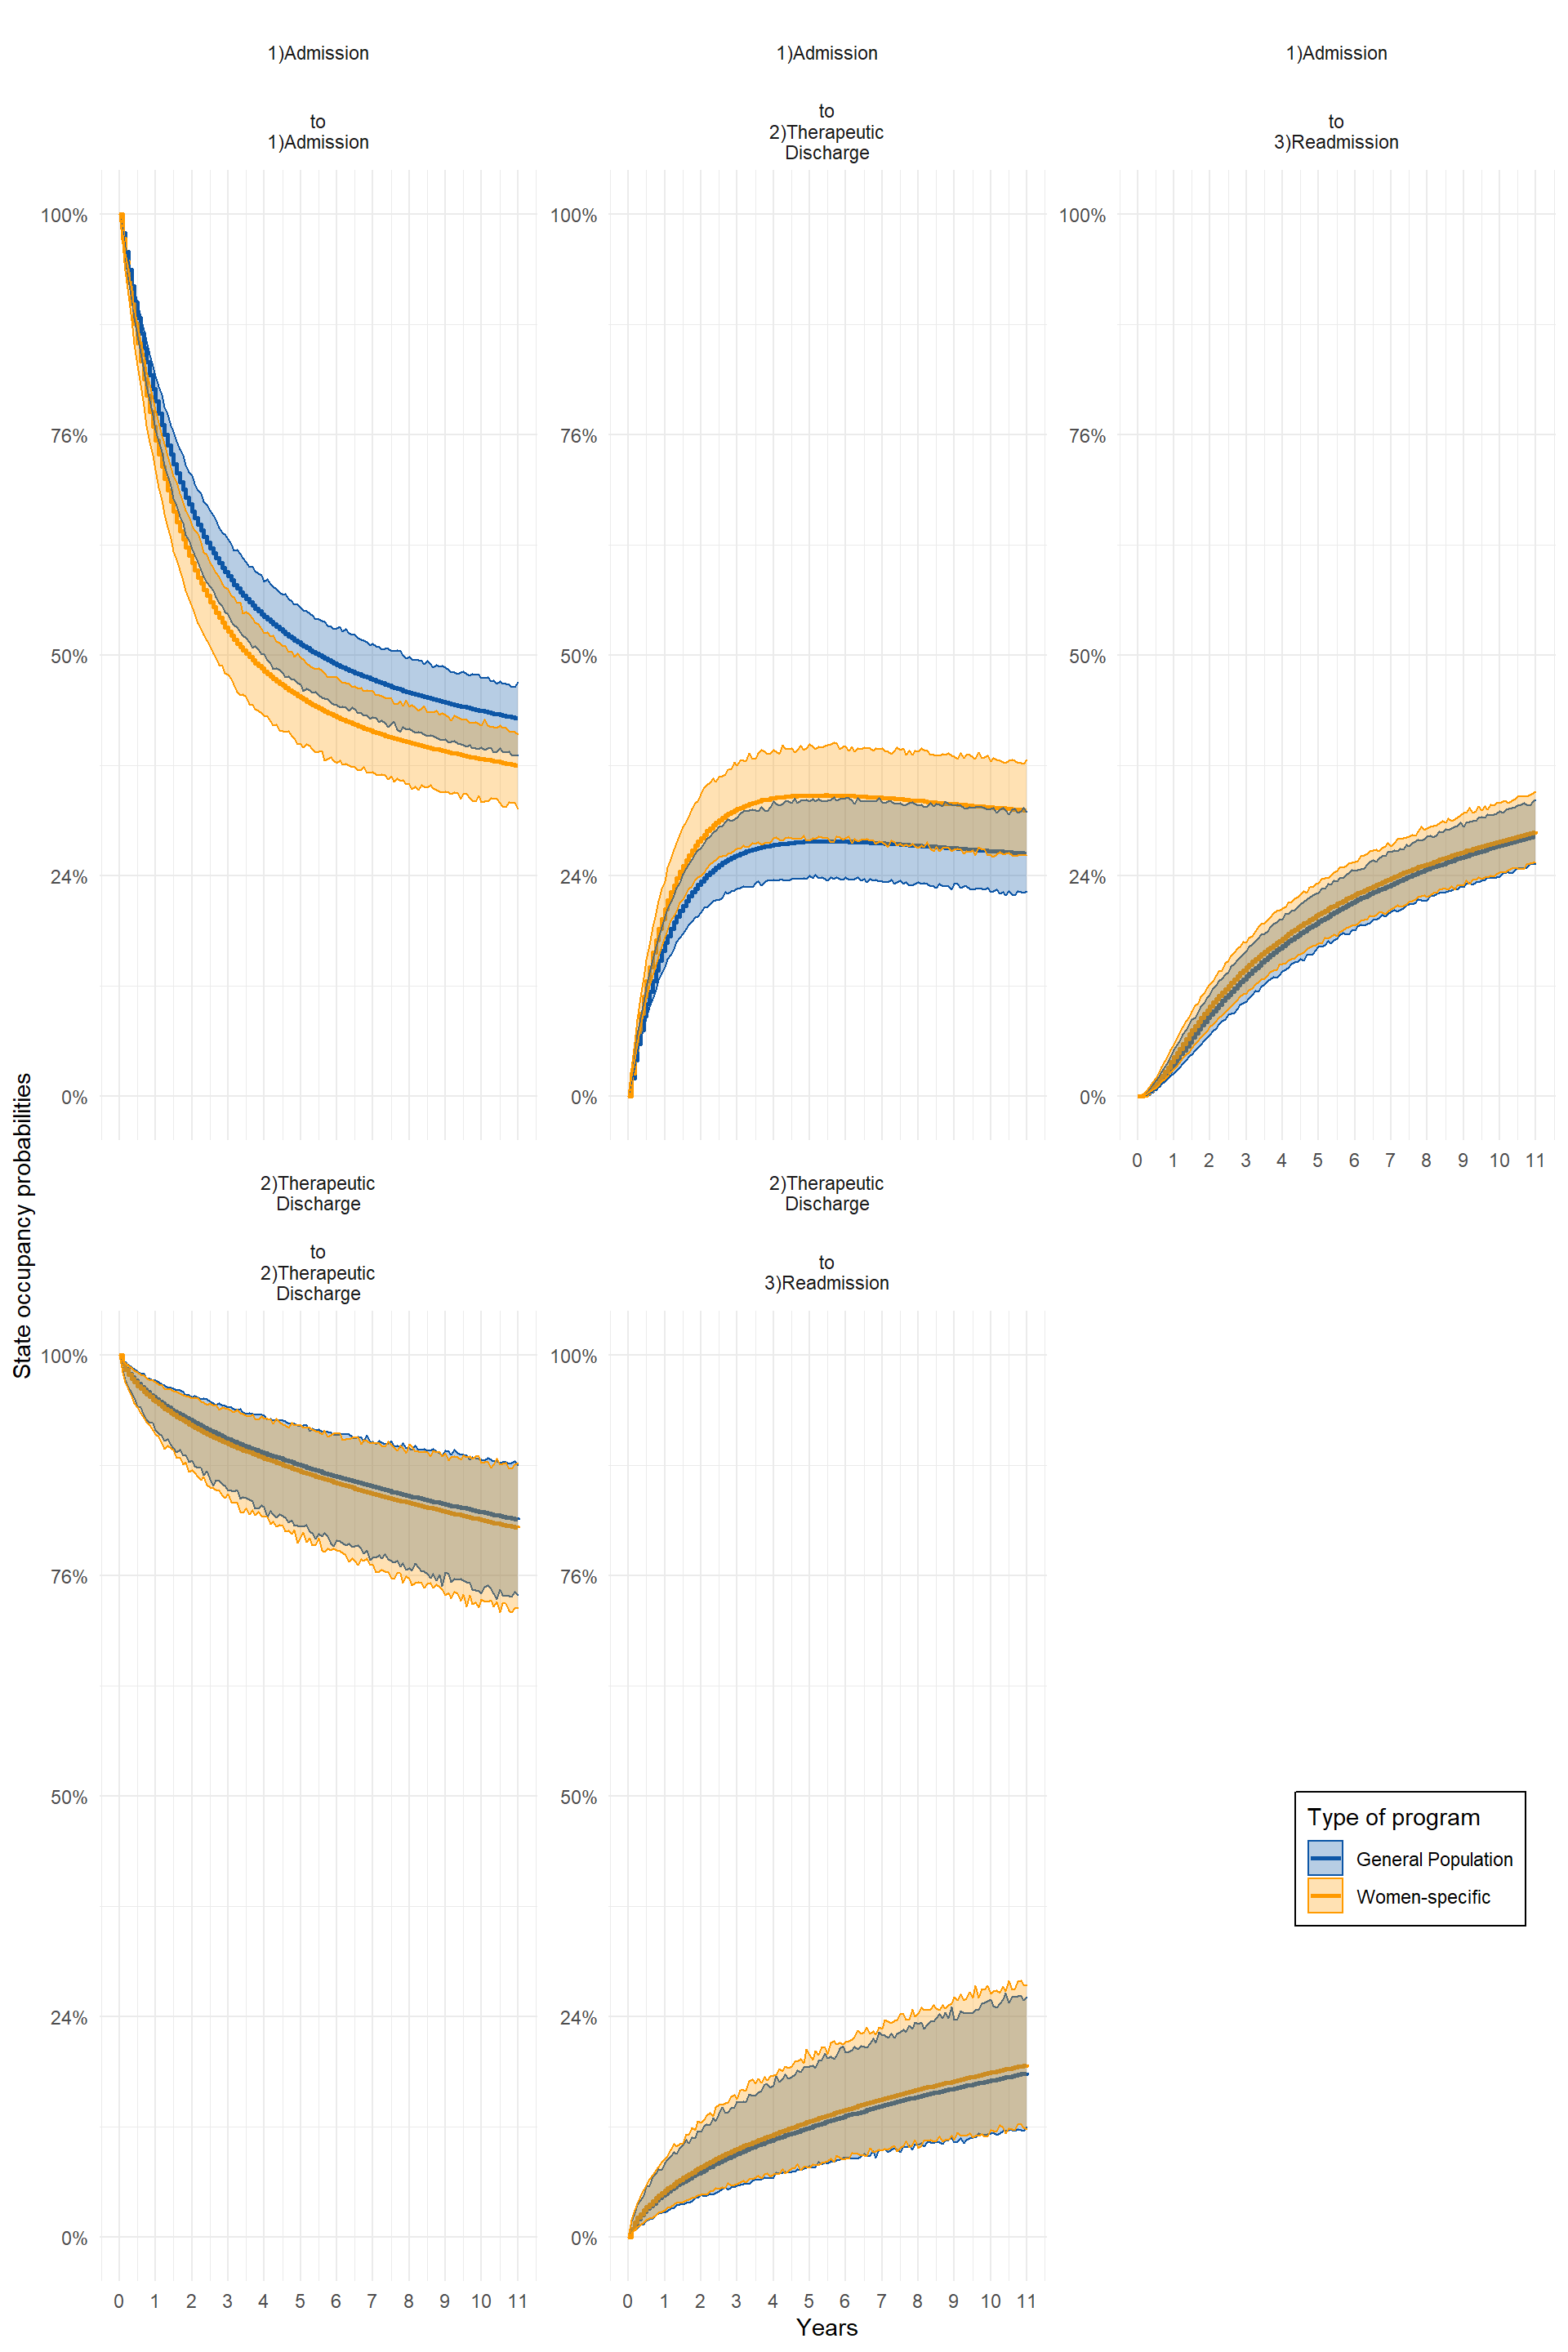 1)Admission
to
1)Admission
1)Admission
to
2)Therapeutic
Discharge
1)Admission
to
3)Readmission
100%
76%
50%
24%
0%
100%
76%
50%
24%
0%
100%
76%
50%
24%
0%
0 1 2 3 4 5 6 7 8 9 10 11
State occupancy probabilities
2)Therapeutic
Discharge
to
2)Therapeutic
Discharge
2)Therapeutic
Discharge
to
3)Readmission
100%
76%
50%
24%
0%
0 1 2 3 4 5 6 7 8 9 10 11
100%
76%
50%
24%
0%
0 1 2 3 4 5 6 7 8 9 10 11
Years
Type of program
General Population
Women-specific